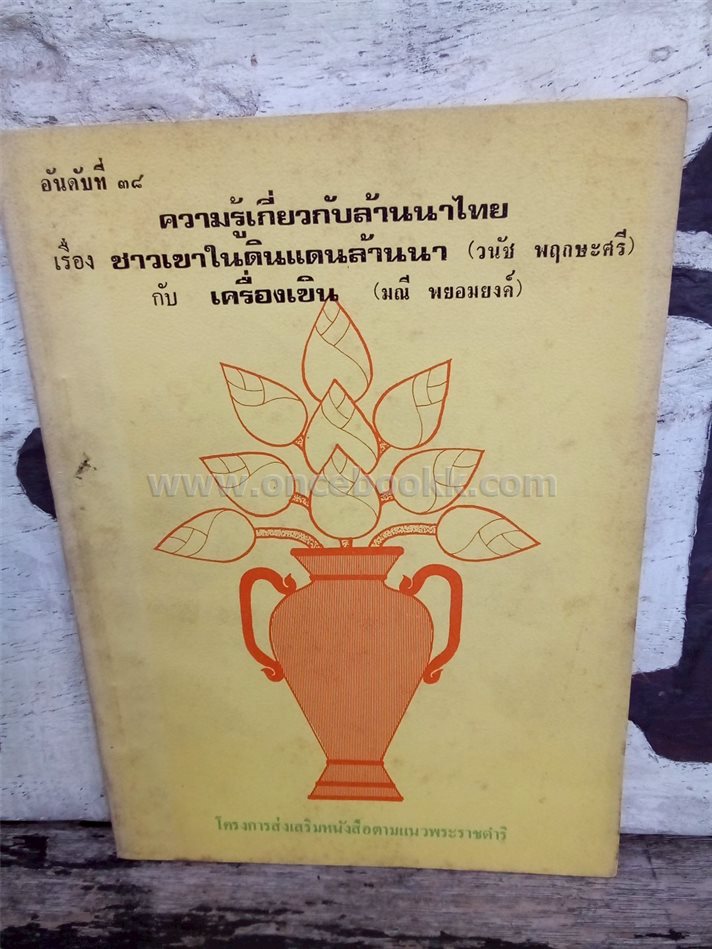 อันดับที่ ๓๘
ความรู้เกี่ยวกับล้านนาไทย
เรื่อง ชาวเขาในดินแดนล้านนา (วนัช พฤกษะศรี)
กับ เครื่องเขิน (มณี พยอมยงค์)
www.oncebookk.com
โครงการส่งเสริมหนังสือตามแนวพระราชดำริ